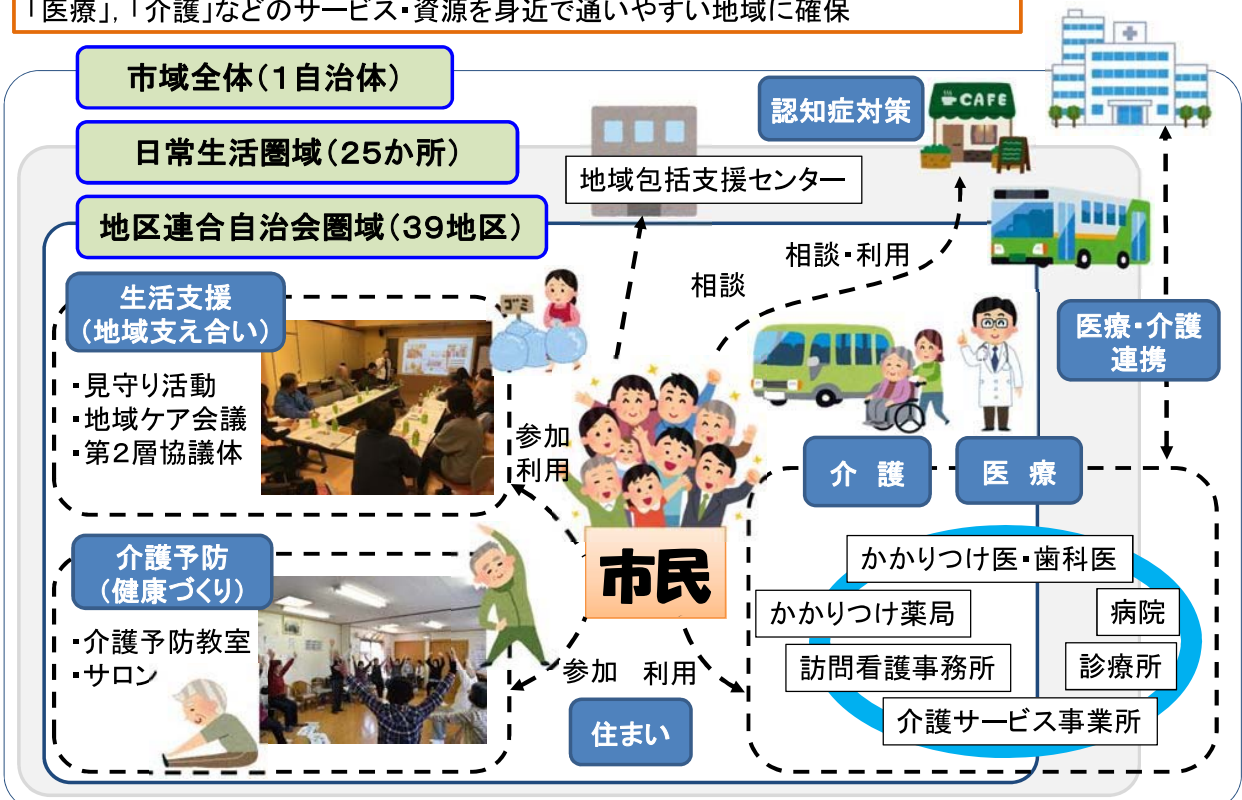 「医療」，「介護」などのサービス・資源を身近で通いやすい地域に確保
市域全体（１自治体）
日常生活圏域（２５か所）
地区連合自治会圏域（３９地区）
認知症対策
CAFE
地域包括支援センター
相談・利用
相談
生活支援
（地域支え合い）
・見守り活動
・地域ケア会議
・第２層協議体
ゴミ
参加
利用
医療・介護
連携
介 護
医 療
介護予防
（健康づくり）
・介護予防教室
・サロン
市民
かかりつけ医・歯科医
かかりつけ薬局
病院
訪問看護事務所
診療所
介護サービス事業所
参加
利用
住まい